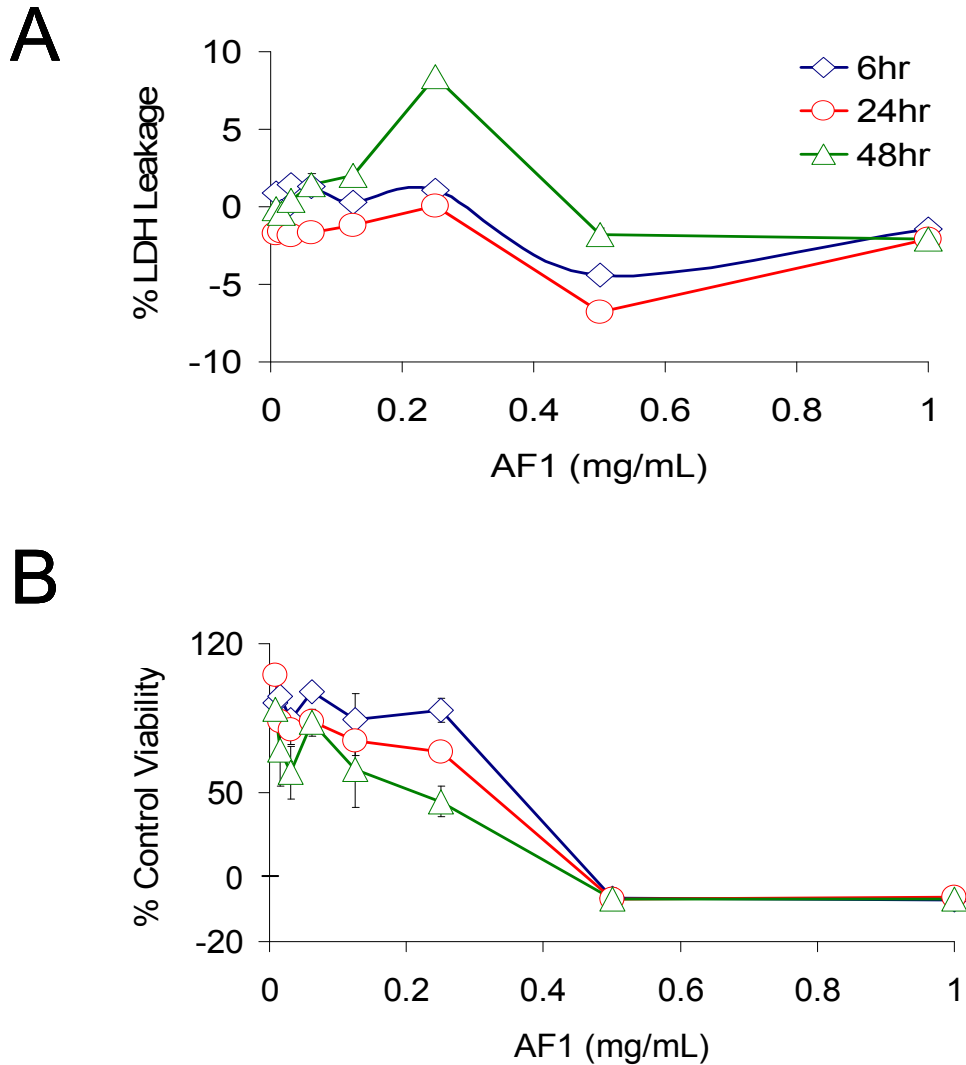 A
% LDH Leakage
10
5
0
-5
-10
6hr
24hr
48hr
0 0.2 0.4 0.6 0.8 1
AF1 (mg/mL)
B
% Control Viability
120
50
0
-20
0 0.2 0.4 0.6 0.8 1
AF1 (mg/mL)